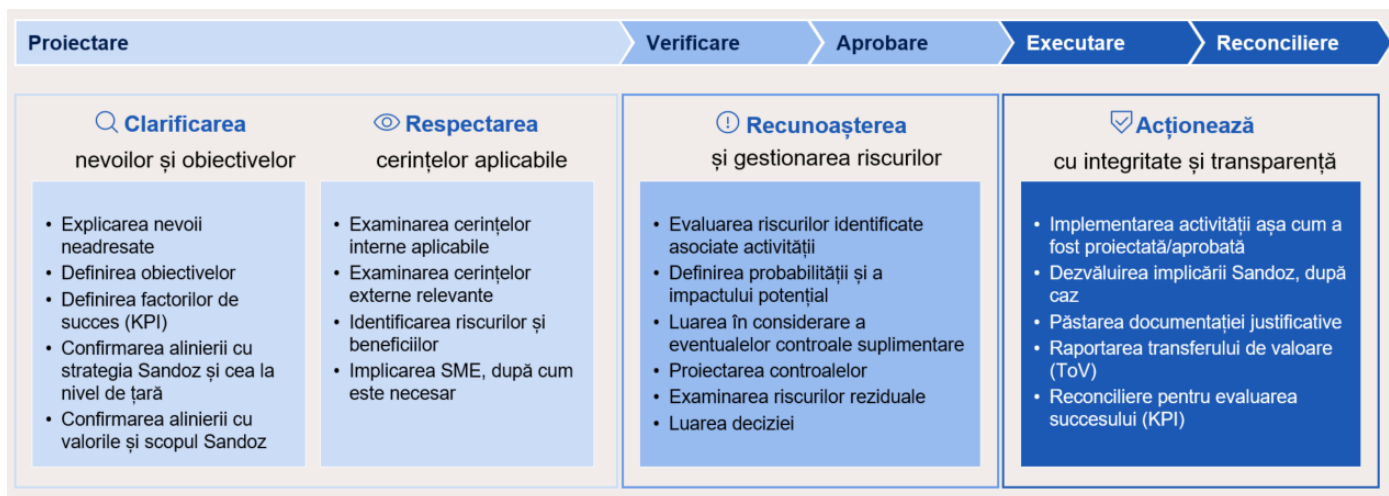 Proiectare
Verificare
Aprobare
Executare
Reconciliere
Clarificarea
nevoilor și obiectivelor
• Explicarea nevoii
neadresate
• Definirea obiectivelor
• Definirea factorilor de
succes (KPI)
• Confirmarea alinierii cu
strategia Sandoz și cea la
nivel de țară
• Confirmarea alinierii cu
valorile și scopul Sandoz
Respectarea
cerințelor aplicabile
• Examinarea cerințelor
interne aplicabile
• Examinarea cerințelor
externe relevante
• Identificarea riscurilor și
beneficiilor
• Implicarea SME, după cum
este necesar
Recunoașterea
și gestionarea riscurilor
• Evaluarea riscurilor identificate
asociate activității
• Definirea probabilității și a
impactului potențial
• Luarea în considerare a
eventualelor controale suplimentare
• Proiectarea controalelor
• Examinarea riscurilor reziduale
• Luarea deciziei
Acționează
cu integritate și transparență
• Implementarea activității așa cum a
fost proiectată/aprobată
• Dezvăluirea implicării Sandoz, după
caz
• Păstarea documentației justificative
• Raportarea transferului de valoare
(ToV)
• Reconciliere pentru evaluarea
succesului (KPI)